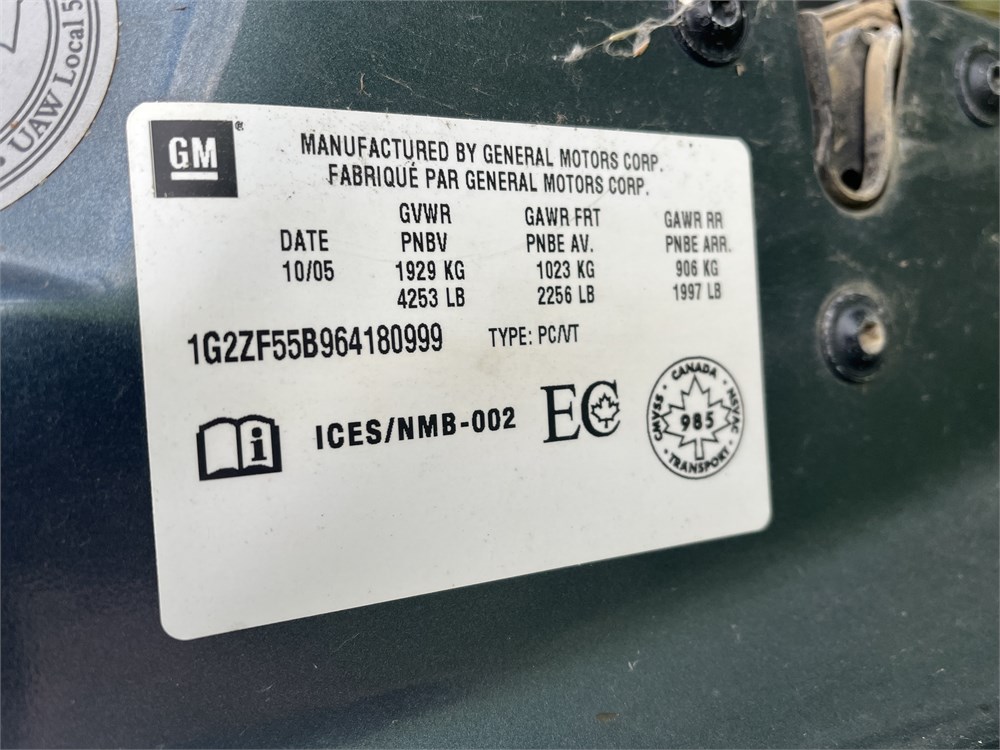 UAW Local 5
GM
MANUFACTURED BY GENERAL MOTORS CORP.
FABRIQUÉ PAR GENERAL MOTORS CORP.
GVWR GAWR FRT GAWR RR
DATE PNBV PNBE AV. PNBE ARR.
10/05 1929 KG 1023 KG 906 KG
4253 LB 2256 LB 1997 LB
1G2ZF55B964180999 TYPE: PC/VT
i ICES/NMB-002 EC
CANADA
CMVSS 985 NSVAC
TRANSPORT